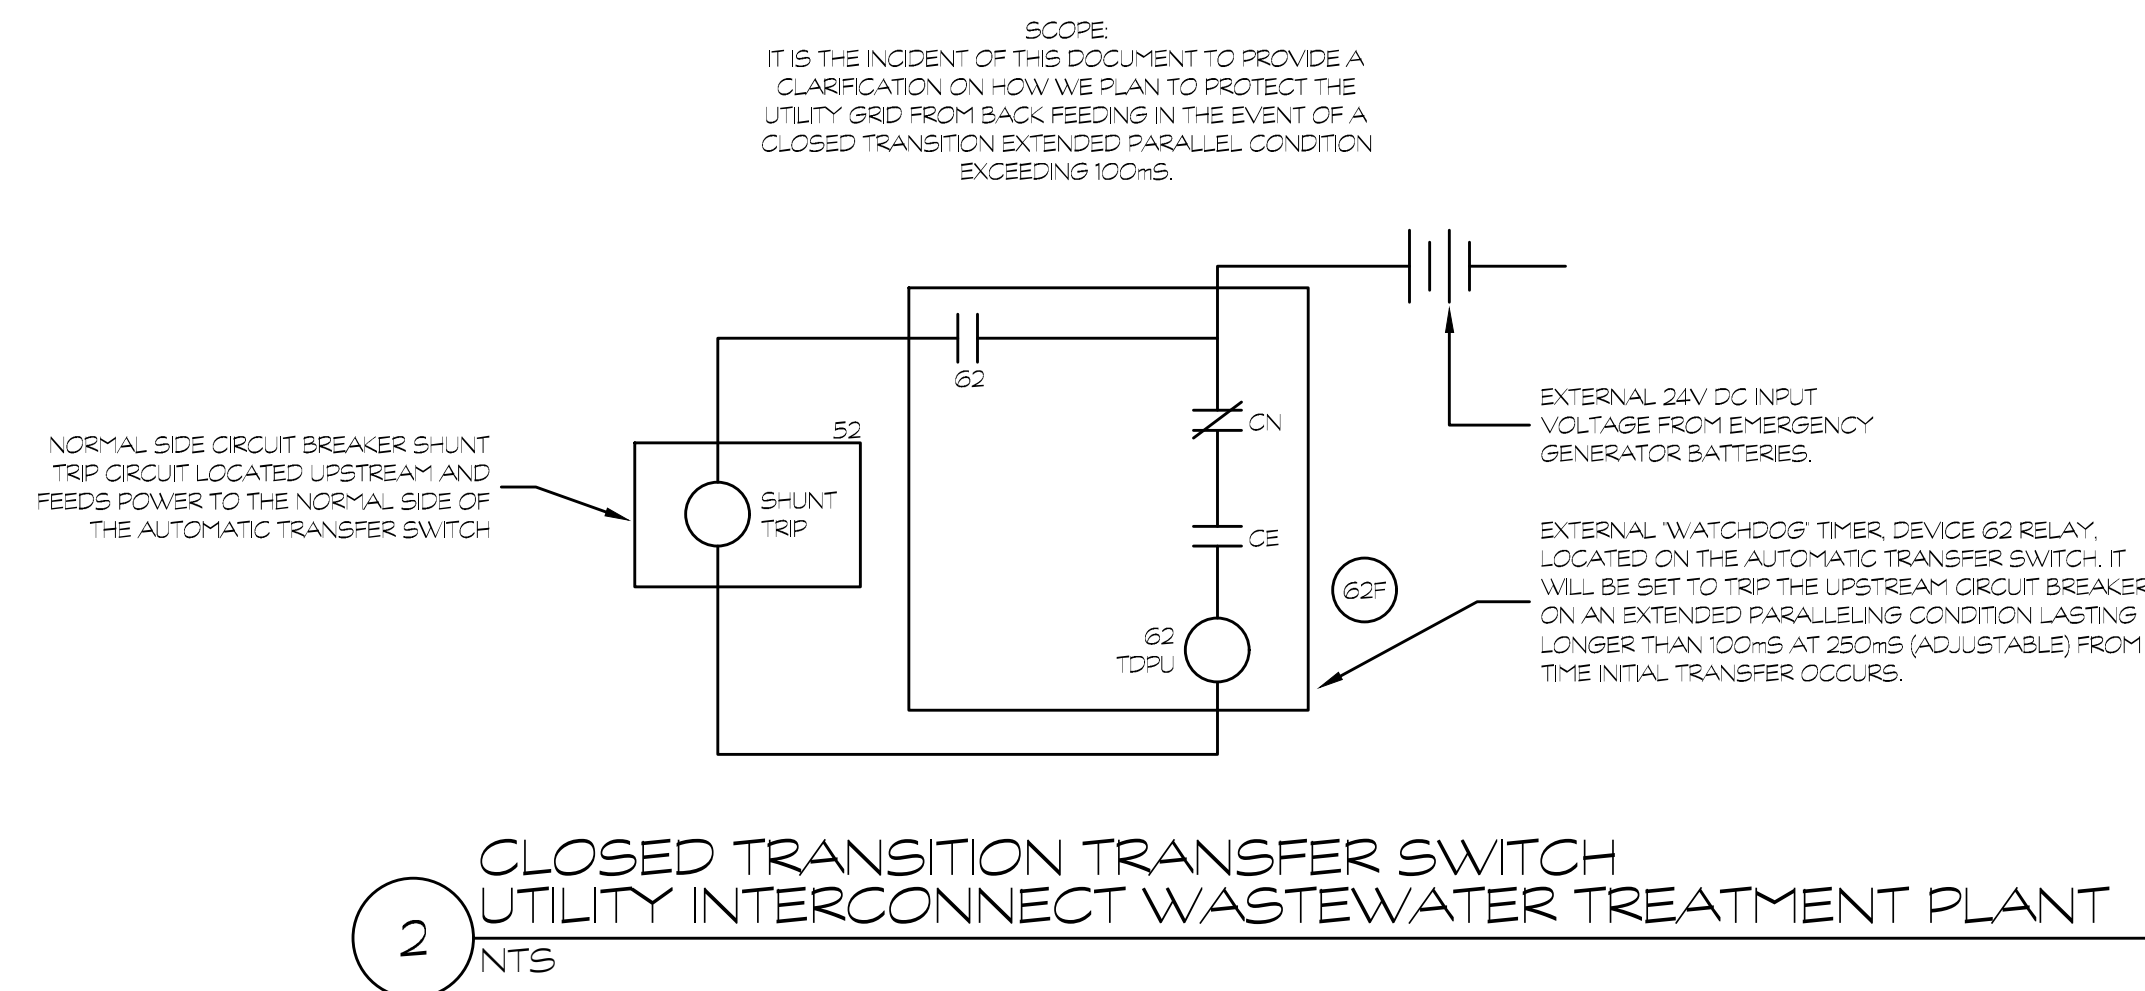 SCOPE:
IT IS THE INCIDENT OF THIS DOCUMENT TO PROVIDE A
CLARIFICATION ON HOW WE PLAN TO PROTECT THE
UTILITY GRID FROM BACK FEEDING IN THE EVENT OF A
CLOSED TRANSITION EXTENDED PARALLEL CONDITION
EXCEEDING 100mS.
62
EXTERNAL 24V DC INPUT
VOLTAGE FROM EMERGENCY
GENERATOR BATTERIES.
CN
52
NORMAL SIDE CIRCUIT BREAKER SHUNT
TRIP CIRCUIT LOCATED UPSTREAM AND
FEEDS POWER TO THE NORMAL SIDE OF
THE AUTOMATIC TRANSFER SWITCH
SHUNT
TRIP
CE
62F
EXTERNAL "WATCHDOG" TIMER, DEVICE 62 RELAY,
LOCATED ON THE AUTOMATIC TRANSFER SWITCH. IT
WILL BE SET TO TRIP THE UPSTREAM CIRCUIT BREAKER
ON AN EXTENDED PARALLELING CONDITION LASTING
LONGER THAN 100mS AT 250mS (ADJUSTABLE) FROM
TIME INITIAL TRANSFER OCCURS.
62
TDPU
CLOSED TRANSITION TRANSFER SWITCH
UTILITY INTERCONNECT WASTEWATER TREATMENT PLANT
2
NTS